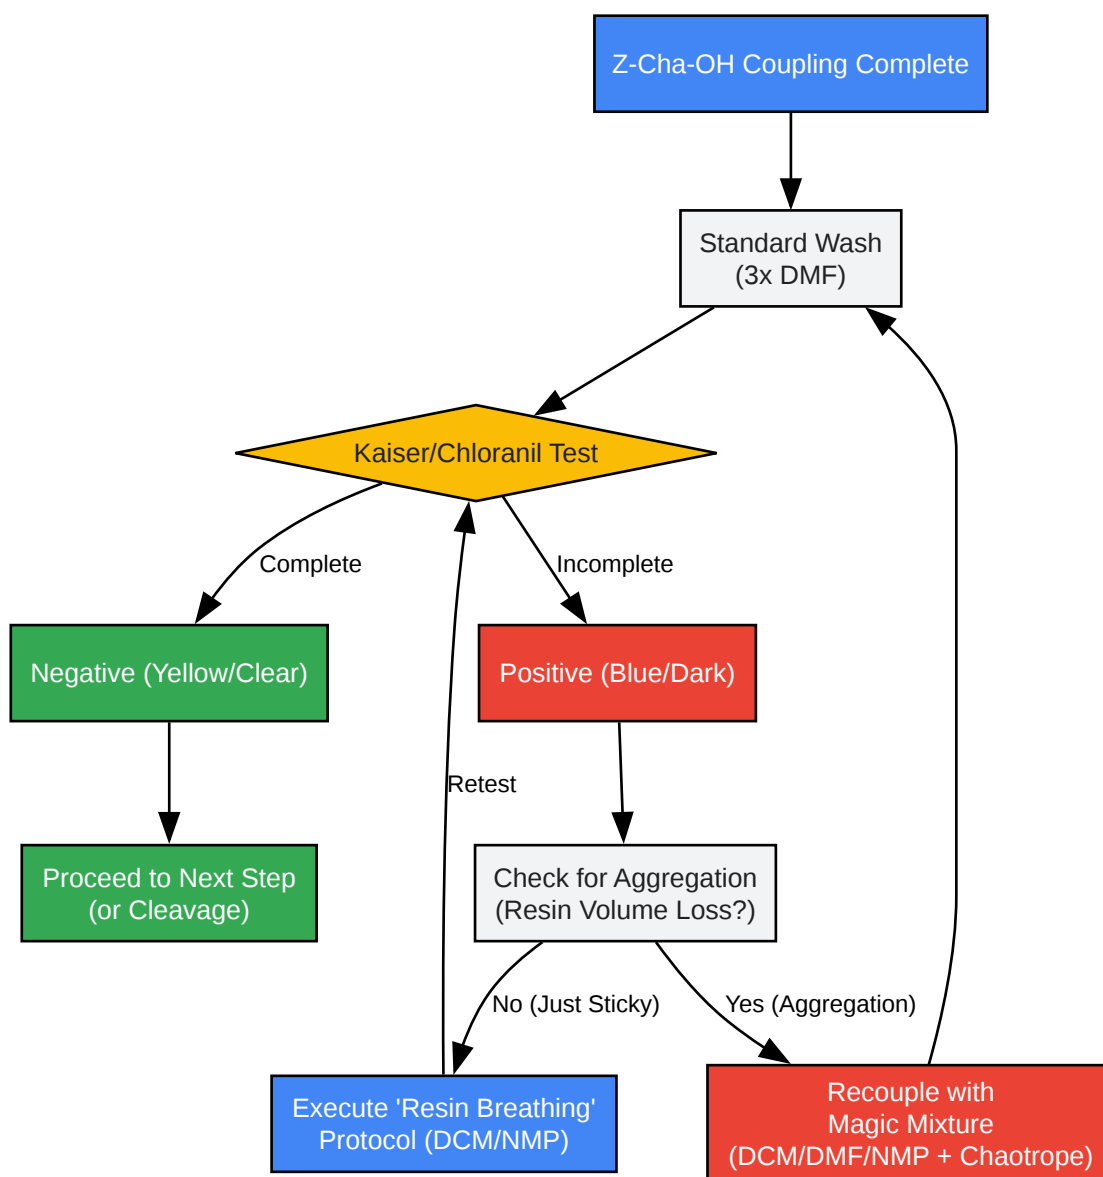 Z-Cha-OH Coupling Complete
Standard Wash
(3x DMF)
Kaiser/Chloranil Test
Complete
Incomplete
Negative (Yellow/Clear)
Positive (Blue/Dark)
Retest
Proceed to Next Step
(or Cleavage)
Check for Aggregation
(Resin Volume Loss?)
No (Just Sticky)
Yes (Aggregation)
Execute 'Resin Breathing'
Protocol (DCM/NMP)
Recouple with
Magic Mixture
(DCM/DMF/NMP + Chaotrope)